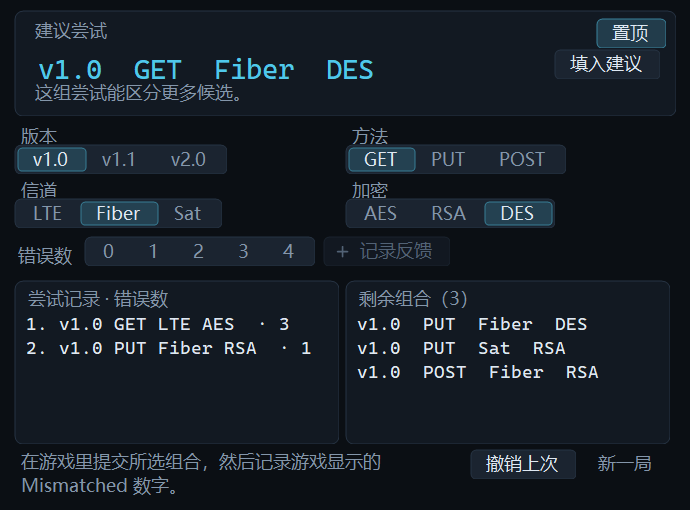 建议尝试
置顶
v1.0 GET Fiber DES
填入建议
这组尝试能区分更多候选。
版本 方法
v1.0 v1.1 v2.0 GET PUT POST
信道 加密
LTE Fiber Sat AES RSA DES
错误数 0 1 2 3 4 + 记录反馈
尝试记录 · 错误数
1. v1.0 GET LTE AES · 3
2. v1.0 PUT Fiber RSA · 1
剩余组合（3）
v1.0 PUT Fiber DES
v1.0 PUT Sat RSA
v1.0 POST Fiber RSA
在游戏里提交所选组合，然后记录游戏显示的
Mismatched 数字。
撤销上次 新一局